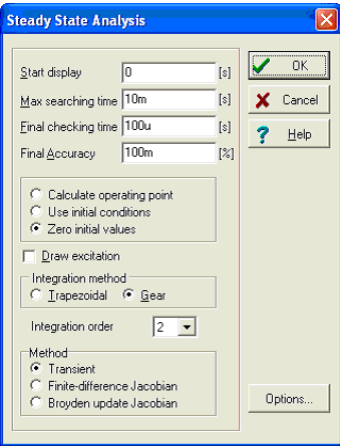 Steady State Analysis
Start display 0 [s]
Max searching time 10m [s]
Final checking time 100u [s]
Final Accuracy 100m [%]
Calculate operating point
Use initial conditions
Zero initial values
Draw excitation
Integration method
Trapezoidal Gear
Integration order 2
Method
Transient
Finite-difference Jacobian
Broyden update Jacobian
OK
Cancel
? Help
Options...